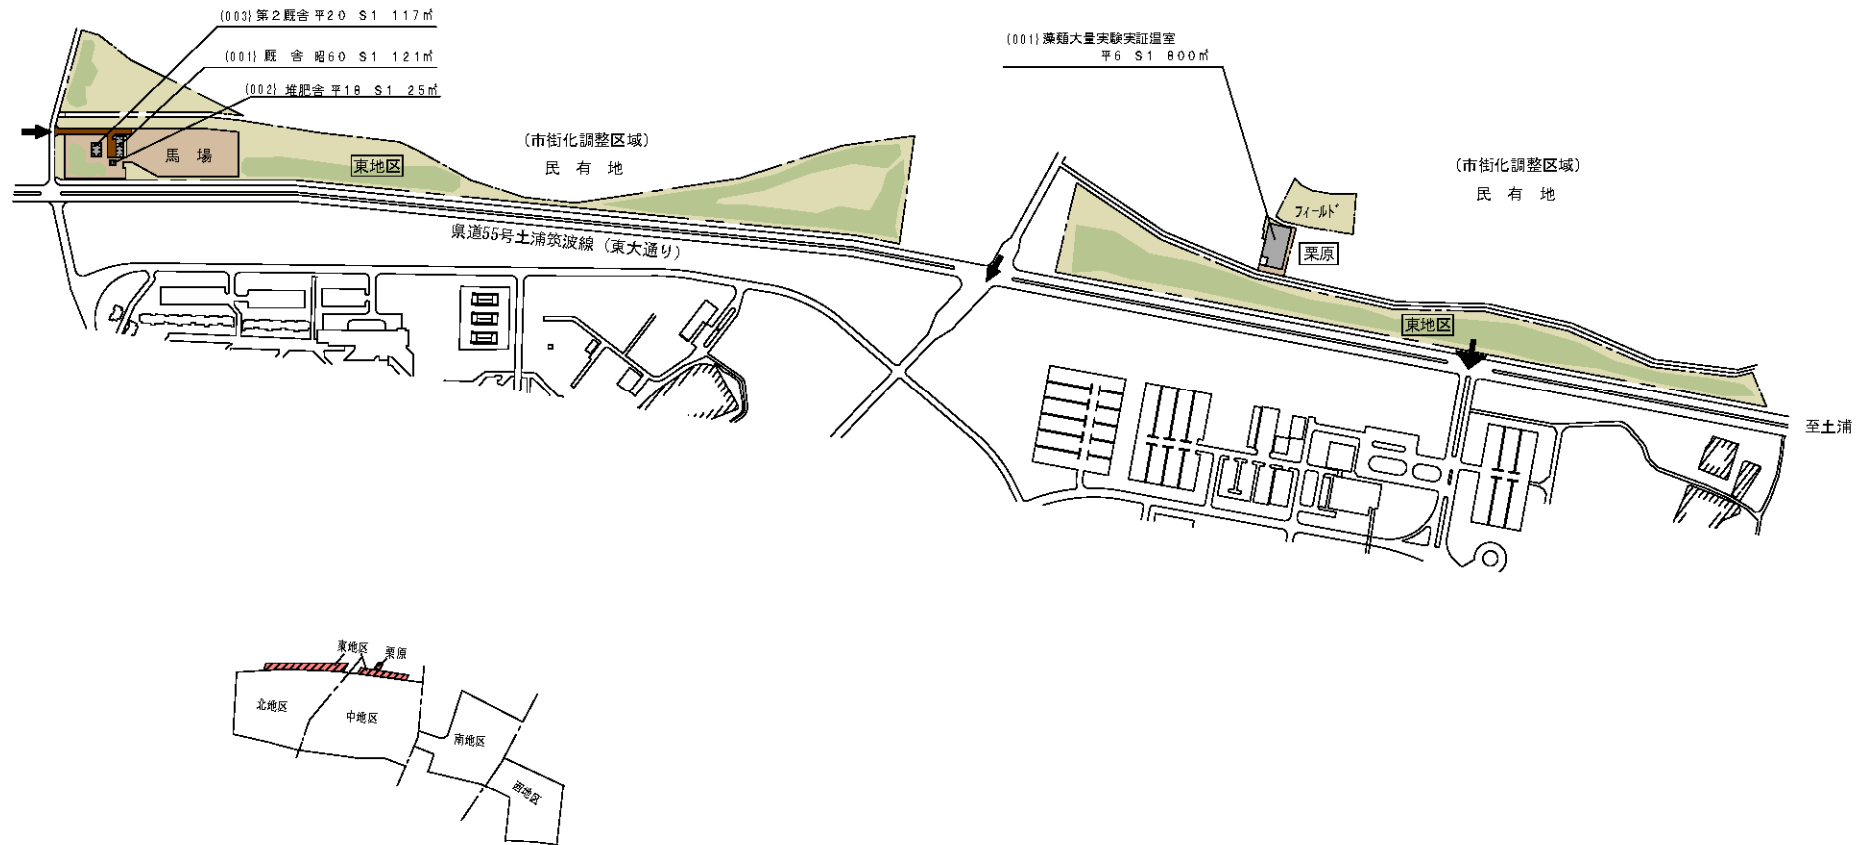 (003) 第2厩舎 平20 S1 117㎡
(001) 厩 舎 昭60 S1 121㎡
(002) 堆肥舎 平18 S1 25㎡
(001) 藻類大量実験実証温室
平6 S1 800㎡
馬 場
東地区
(市街化調整区域)
民 有 地
(市街化調整区域)
民 有 地
フィールド
栗原
県道55号土浦筑波線（東大通り）
東地区
至土浦
東地区
栗原
北地区
中地区
南地区
西地区